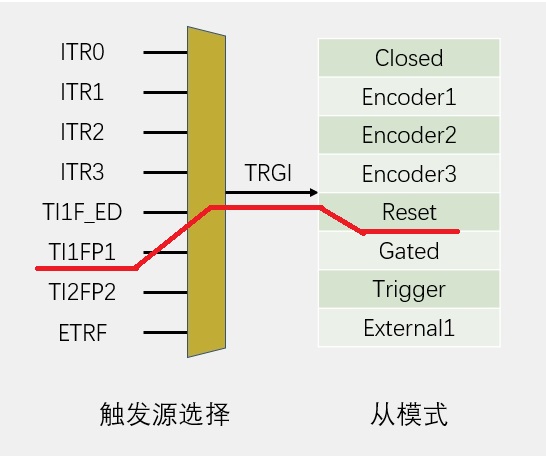 ITR0
ITR1
ITR2
ITR3
TI1F_ED
TI1FP1
TI2FP2
ETRF
TRGI
Closed
Encoder1
Encoder2
Encoder3
Reset
Gated
Trigger
External1
触发源选择
从模式